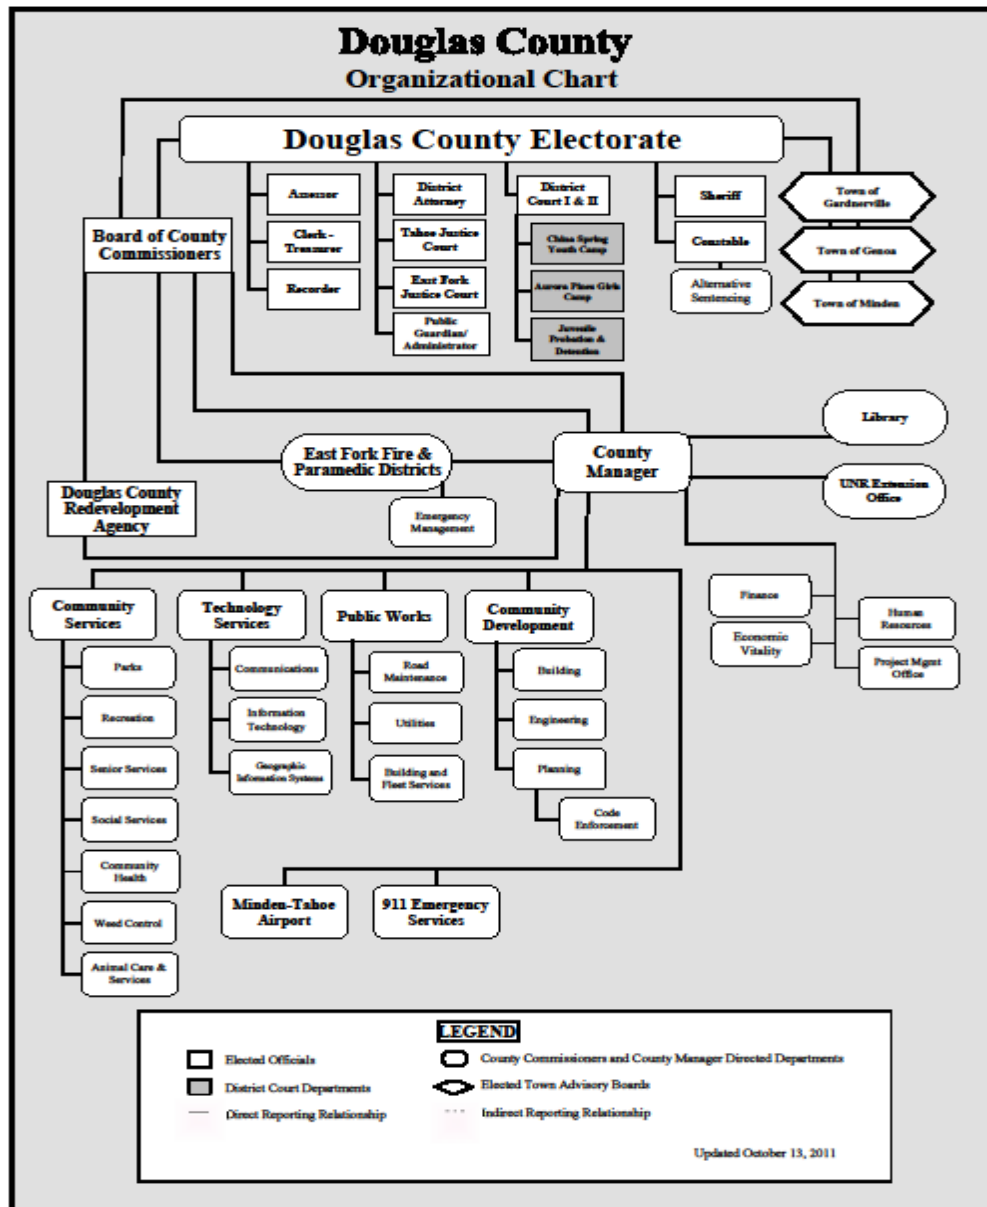 Douglas County
Organizational Chart
Douglas County Electorate
Assessor
Clerk -
Treasurer
Recorder
District
Attorney
Tahoe Justice
Court
East Fork
Justice Court
Public
Guardian/
Administrator
District
Court I & II
China Spring
Youth Camp
Aurora Pines Girls
Camp
Juvenile
Probation &
Detention
Sheriff
Constable
Alternative
Sentencing
Town of
Gardnerville
Town of Genoa
Town of Minden
Board of County
Commissioners
Library
East Fork Fire &
Paramedic Districts
County
Manager
UNR Extension
Office
Douglas County
Redevelopment
Agency
Emergency
Management
Finance
Economic
Vitality
Human
Resources
Project Mgmt
Office
Community
Services
Parks
Recreation
Senior Services
Social Services
Community
Health
Weed Control
Animal Care &
Services
Technology
Services
Communications
Information
Technology
Geographic
Information Systems
Public Works
Road
Maintenance
Utilities
Building and
Fleet Services
Community
Development
Building
Engineering
Planning
Code
Enforcement
Minden-Tahoe
Airport
911 Emergency
Services
LEGEND
Elected Officials
County Commissioners and County Manager Directed Departments
District Court Departments
Elected Town Advisory Boards
Direct Reporting Relationship
Indirect Reporting Relationship
Updated October 13, 2011